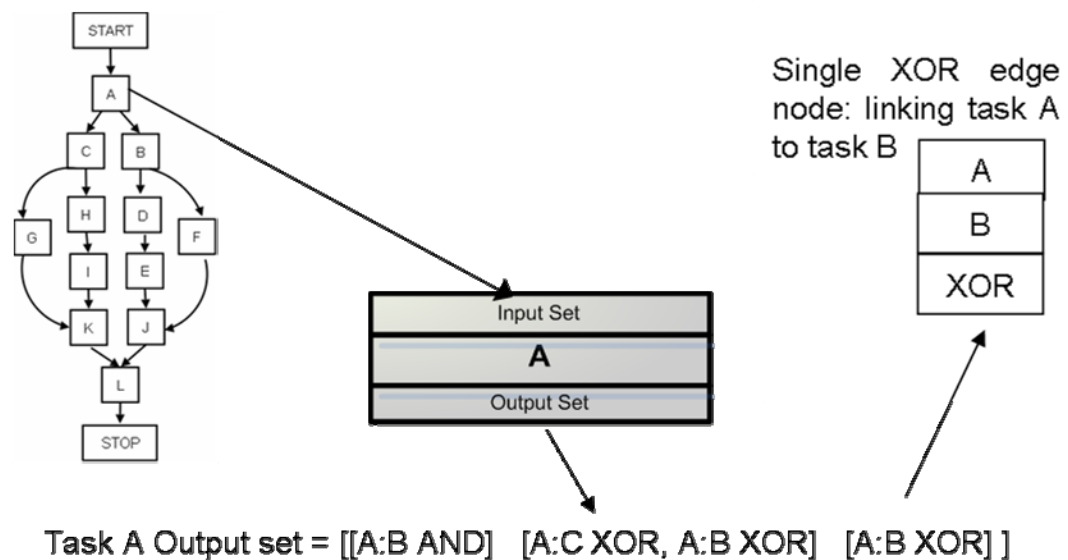 START
A
C
B
H
D
G
F
I
E
K
J
L
STOP
Single XOR edge
node: linking task A
to task B
A
B
XOR
Input Set
A
Output Set
Task A Output set = [[A:B AND] [A:C XOR, A:B XOR] [A:B XOR] ]